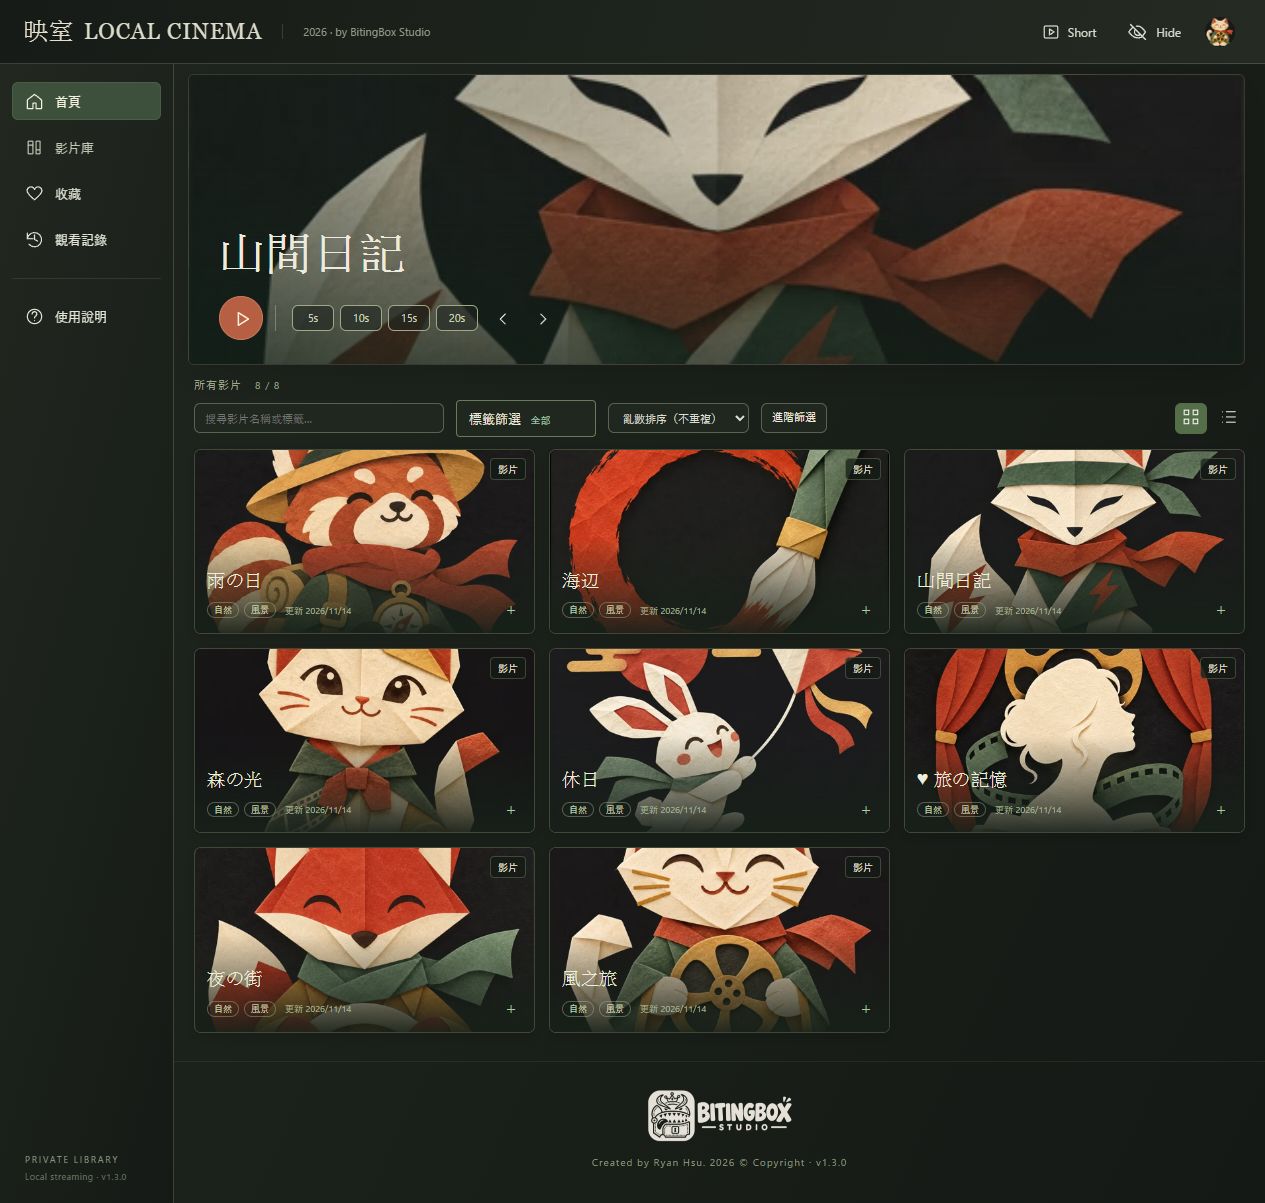 映室 LOCAL CINEMA
2026 · by BitingBox Studio
Short
Hide
首頁
影片庫
收藏
觀看記錄
使用說明
山間日記
5s 10s 15s 20s
所有影片 8 / 8
搜尋影片名稱或標籤...
標籤篩選 全部
亂數排序（不重複）
進階篩選
影片
雨の日
自然 風景 更新 2026/11/14 +
影片
海辺
自然 風景 更新 2026/11/14 +
影片
山間日記
自然 風景 更新 2026/11/14 +
影片
森の光
自然 風景 更新 2026/11/14 +
影片
休日
自然 風景 更新 2026/11/14 +
影片
♥ 旅の記憶
自然 風景 更新 2026/11/14 +
影片
夜の街
自然 風景 更新 2026/11/14 +
影片
風之旅
自然 風景 更新 2026/11/14 +
PRIVATE LIBRARY
Local streaming · v1.3.0
BITINGBOX
STUDIO
Created by Ryan Hsu. 2026 © Copyright · v1.3.0